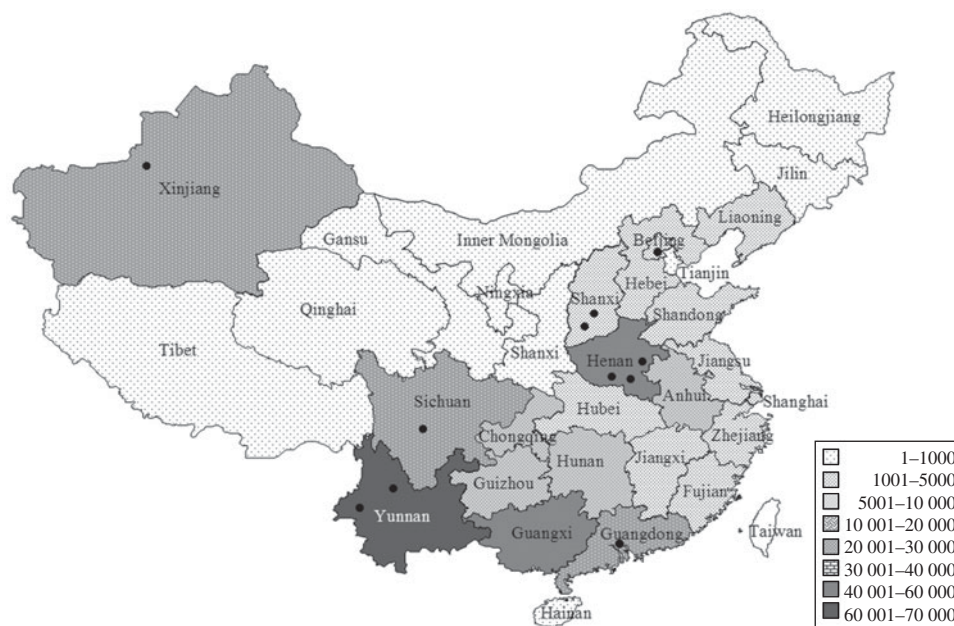 Heilongjiang
Jilin
Xinjiang
Liaoning
Gansu
Inner Mongolia
Beijing
Tianjin
Hebei
Ningxia
Shanxi
Qinghai
Shandong
Tibet
Shanxi
Henan
Jiangsu
Sichuan
Anhui
Shanghai
Hubei
Chongqing
Zhejiang
Hunan
Jiangxi
Guizhou
Fujian
Yunnan
Guangxi
Guangdong
Taiwan
Hainan
1–1000
1001–5000
5001–10 000
10 001–20 000
20 001–30 000
30 001–40 000
40 001–60 000
60 001–70 000